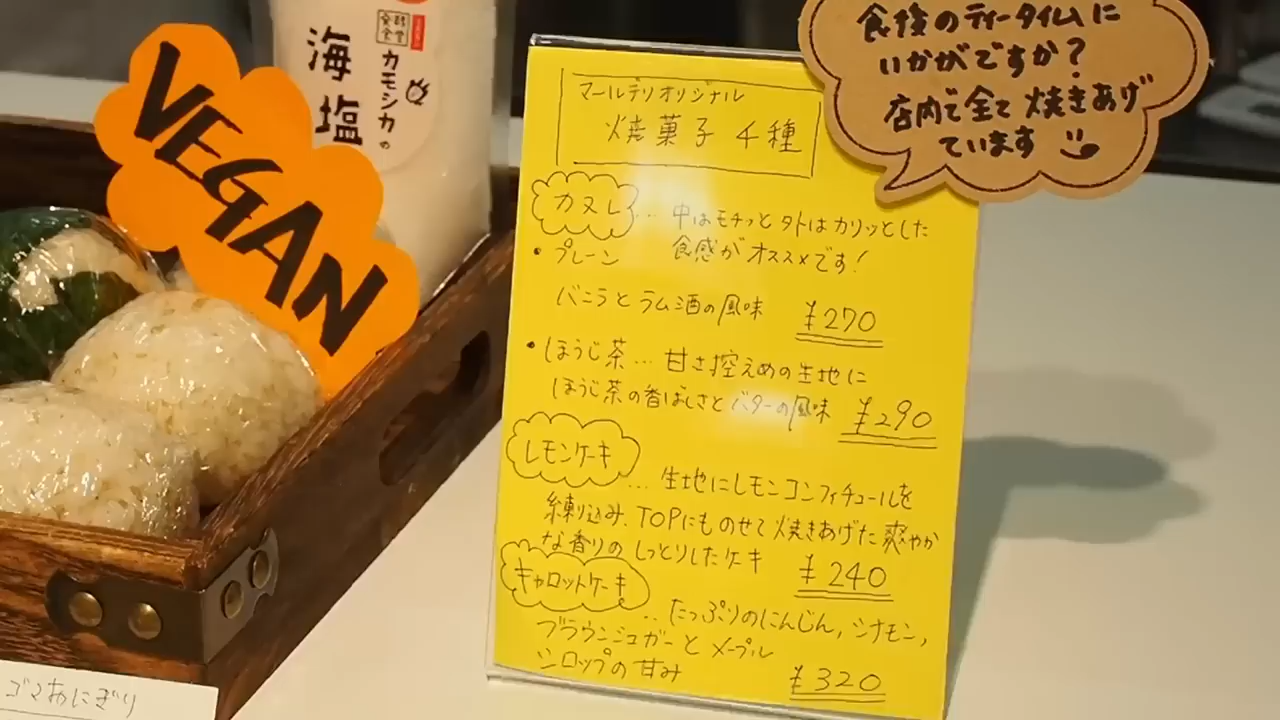 VEGAN
発酵食堂
カモシカの
海塩
ゴマおにぎり
マールデリオリジナル
焼菓子 4種
カヌレ… 中はモチっと外はカリッとした
食感がオススメです!
・プレーン
バニラとラム酒の風味 ¥270
・ほうじ茶… 甘さ控えめの生地に
ほうじ茶の香ばしさとバターの風味 ¥290
レモンケーキ
… 生地にレモンコンフィチュールを
練り込み、TOPにものせて焼きあげた爽やか
な香りのしっとりしたケーキ ¥240
キャロットケーキ
… たっぷりのにんじん, シナモン,
ブラウンシュガーとメープル
シロップの甘み ¥320
食後のティータイムに
いかがですか?
店内で全て焼きあげ
ています